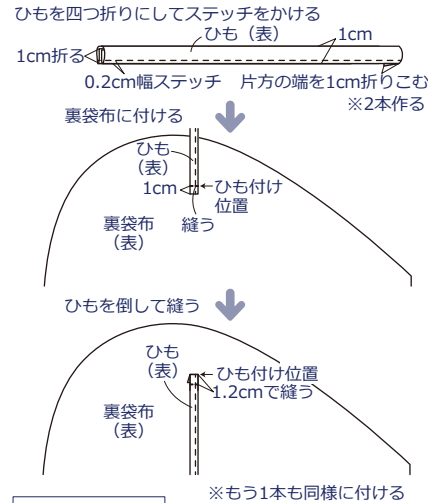 ひもを四つ折りにしてステッチをかける
ひも（表）
1cm
1cm折る
0.2cm幅ステッチ
片方の端を1cm折りこむ
※2本作る
裏袋布に付ける
ひも
（表）
1cm
ひも付け
位置
縫う
裏袋布
（表）
ひもを倒して縫う
ひも
（表）
ひも付け位置
1.2cmで縫う
裏袋布
（表）
※もう1本も同様に付ける